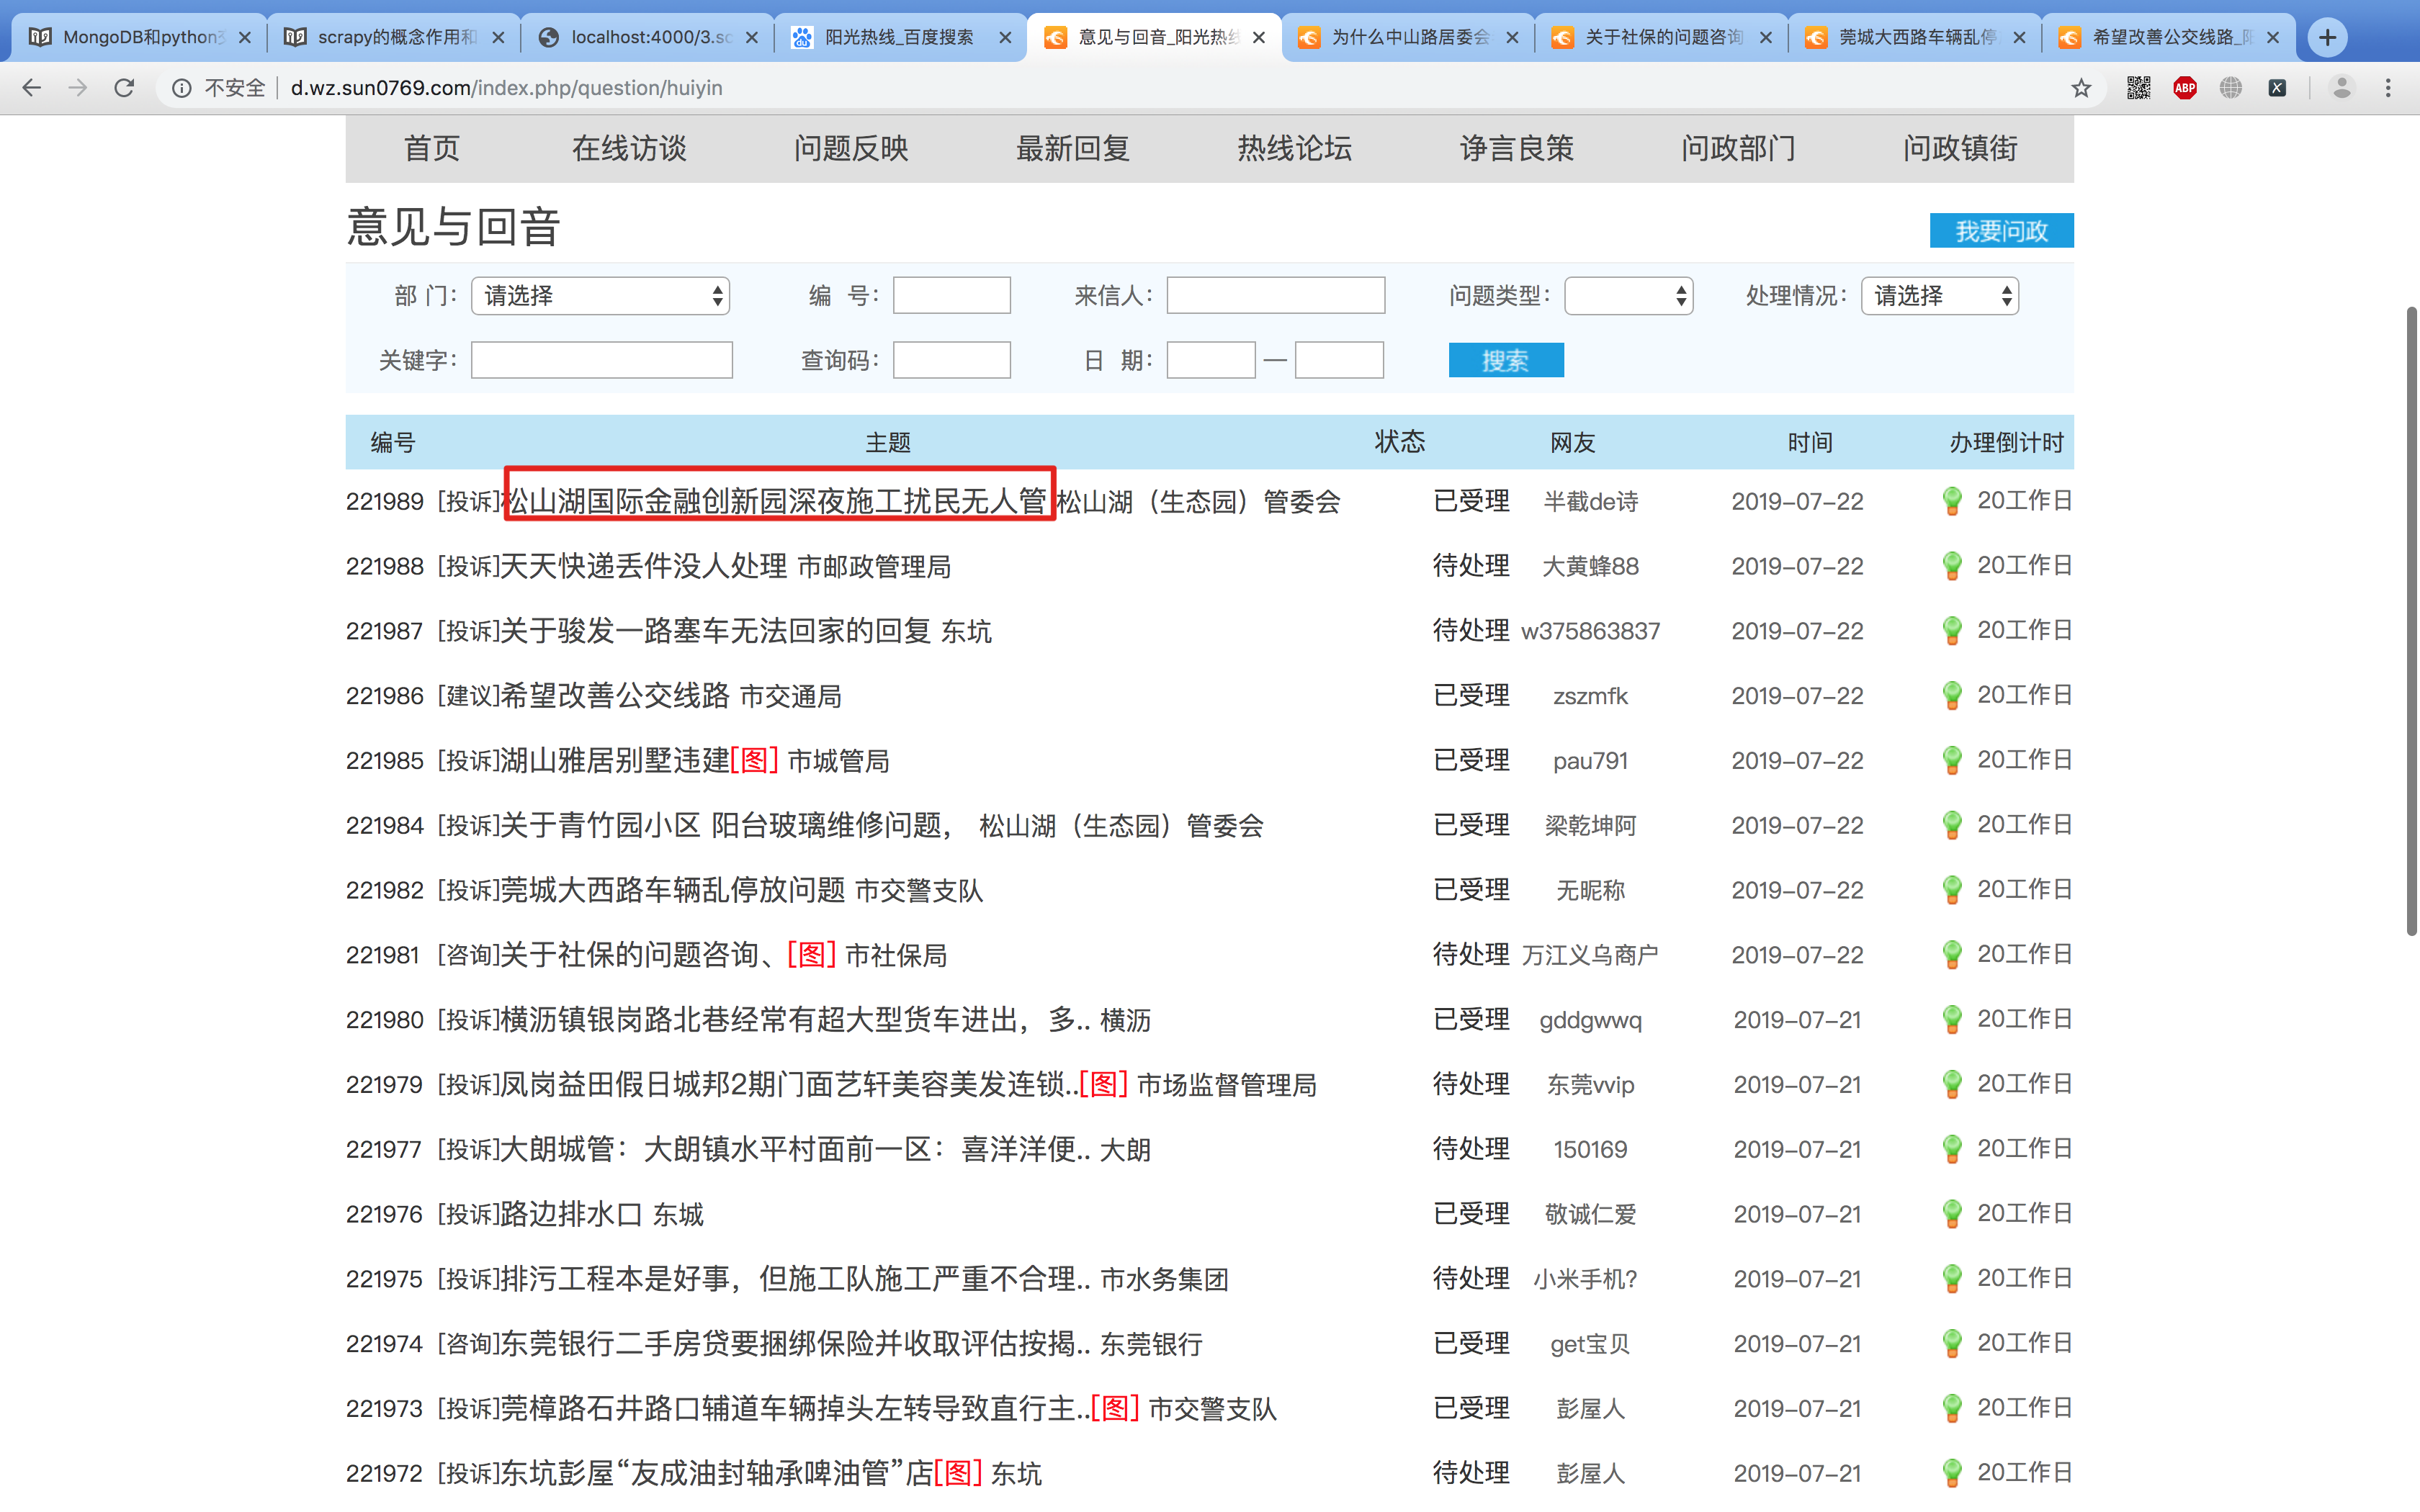 MongoDB和python交
scrapy的概念作用和
localhost:4000/3.sc
阳光热线_百度搜索
意见与回音_阳光热线
为什么中山路居委会
关于社保的问题咨询
莞城大西路车辆乱停
希望改善公交线路_阳
不安全 d.wz.sun0769.com/index.php/question/huiyin
ABP
首页 在线访谈 问题反映 最新回复 热线论坛 诤言良策 问政部门 问政镇街
意见与回音 我要问政
部 门： 请选择 编 号： 来信人： 问题类型： 处理情况： 请选择
关键字： 查询码： 日 期： — 搜索
编号 主题 状态 网友 时间 办理倒计时
221989 [投诉]松山湖国际金融创新园深夜施工扰民无人管 松山湖（生态园）管委会 已受理 半截de诗 2019-07-22 20工作日
221988 [投诉]天天快递丢件没人处理 市邮政管理局 待处理 大黄蜂88 2019-07-22 20工作日
221987 [投诉]关于骏发一路塞车无法回家的回复 东坑 待处理 w375863837 2019-07-22 20工作日
221986 [建议]希望改善公交线路 市交通局 已受理 zszmfk 2019-07-22 20工作日
221985 [投诉]湖山雅居别墅违建[图] 市城管局 已受理 pau791 2019-07-22 20工作日
221984 [投诉]关于青竹园小区 阳台玻璃维修问题， 松山湖（生态园）管委会 已受理 梁乾坤阿 2019-07-22 20工作日
221982 [投诉]莞城大西路车辆乱停放问题 市交警支队 已受理 无昵称 2019-07-22 20工作日
221981 [咨询]关于社保的问题咨询、[图] 市社保局 待处理 万江义乌商户 2019-07-22 20工作日
221980 [投诉]横沥镇银岗路北巷经常有超大型货车进出，多.. 横沥 已受理 gddgwwq 2019-07-21 20工作日
221979 [投诉]凤岗益田假日城邦2期门面艺轩美容美发连锁..[图] 市场监督管理局 待处理 东莞vvip 2019-07-21 20工作日
221977 [投诉]大朗城管：大朗镇水平村面前一区：喜洋洋便.. 大朗 待处理 150169 2019-07-21 20工作日
221976 [投诉]路边排水口 东城 已受理 敬诚仁爱 2019-07-21 20工作日
221975 [投诉]排污工程本是好事，但施工队施工严重不合理.. 市水务集团 待处理 小米手机? 2019-07-21 20工作日
221974 [咨询]东莞银行二手房贷要捆绑保险并收取评估按揭.. 东莞银行 已受理 get宝贝 2019-07-21 20工作日
221973 [投诉]莞樟路石井路口辅道车辆掉头左转导致直行主..[图] 市交警支队 已受理 彭屋人 2019-07-21 20工作日
221972 [投诉]东坑彭屋“友成油封轴承啤油管”店[图] 东坑 待处理 彭屋人 2019-07-21 20工作日